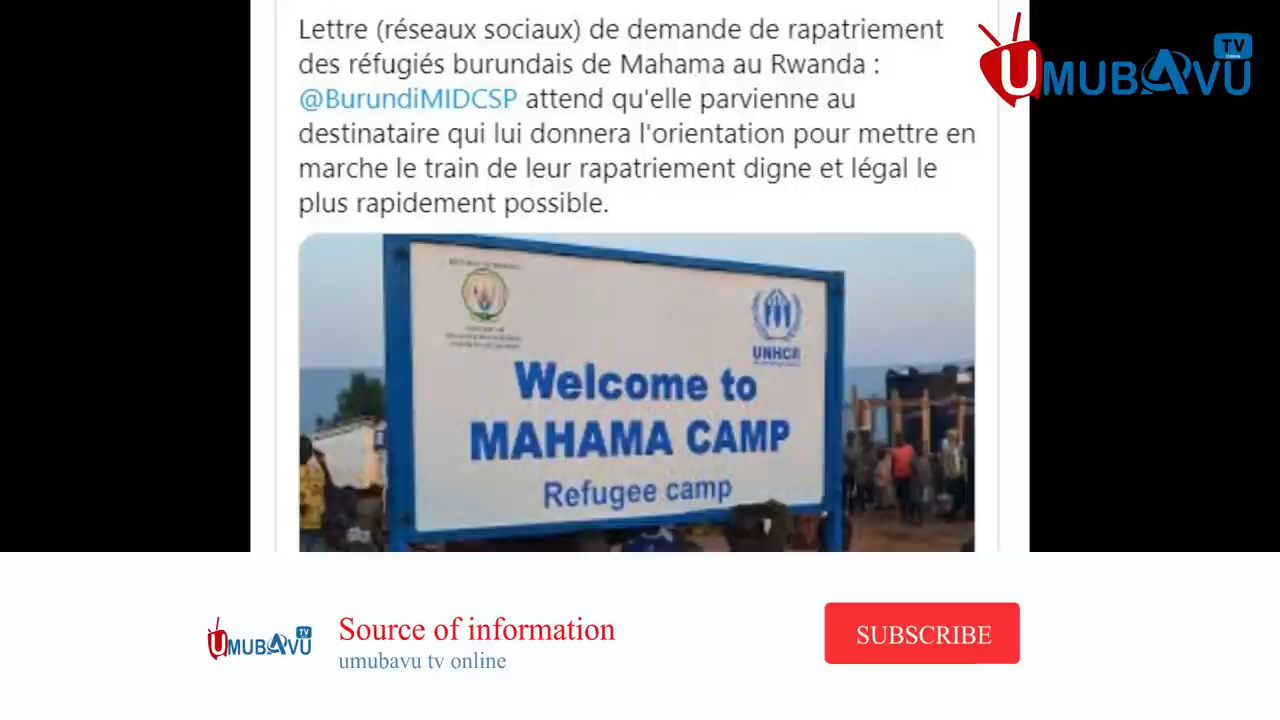 Lettre (réseaux sociaux) de demande de rapatriement
des réfugiés burundais de Mahama au Rwanda :
@BurundiMIDCSP attend qu'elle parvienne au
destinataire qui lui donnera l'orientation pour mettre en
marche le train de leur rapatriement digne et légal le
plus rapidement possible.
UMUBAVU
TV
Online
UNHCR
Welcome to
MAHAMA CAMP
Refugee camp
UMUBAVU
TV
Source of information
umubavu tv online
SUBSCRIBE